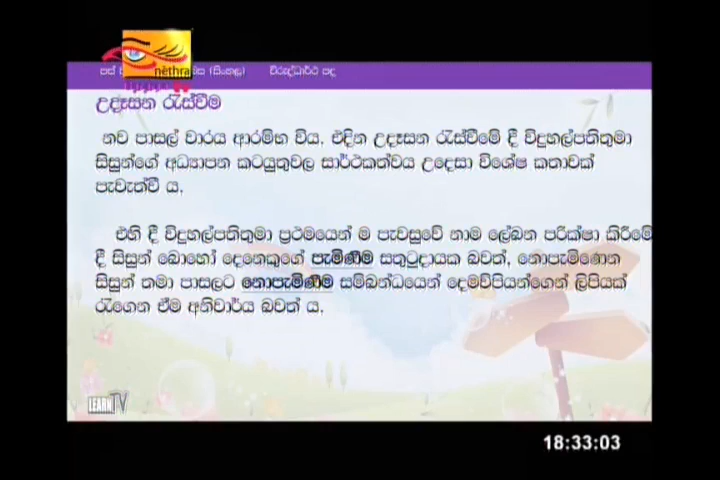 nethra
(සිංහල) විරුද්ධාර්ථ පද
උදෑසන රැස්වීම
නව පාසල් වාරය ආරම්භ විය. එදින උදෑසන රැස්වීමේ දී විදුහල්පතිතුමා
සිසුන්ගේ අධ්‍යාපන කටයුතුවල සාර්ථකත්වය උදෙසා විශේෂ කතාවක්
පැවැත්වී ය.
එහි දී විදුහල්පතිතුමා ප්‍රථමයෙන් ම පැවසුවේ නාම ලේඛන පරික්ෂා කිරීමේ
දී සිසුන් බොහෝ දෙනෙකුගේ පැමිණීම සතුටුදායක බවත්, නොපැමිණෙන
සිසුන් තමා පාසලට නොපැමිණීම සම්බන්ධයෙන් දෙමව්පියන්ගෙන් ලිපියක්
රැගෙන ඒම අනිවාර්ය බවත් ය.
LEARN TV
18:33:03